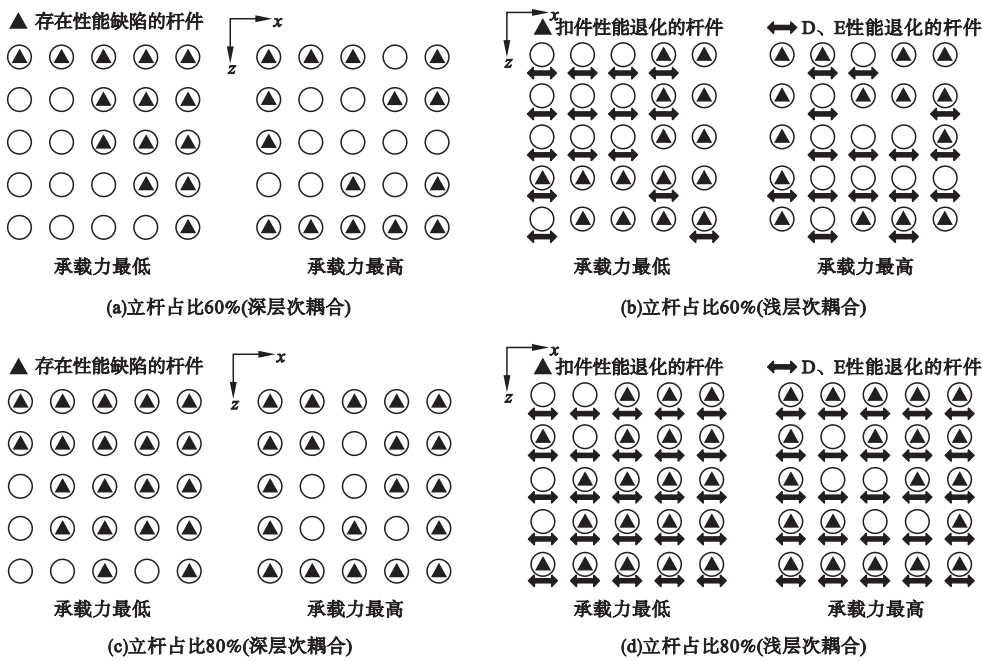 ▲ 存在性能缺陷的杆件
x
z
承载力最低
承载力最高
(a)立杆占比60%(深层次耦合)
x
z
▲ 扣件性能退化的杆件
D、E性能退化的杆件
承载力最低
承载力最高
(b)立杆占比60%(浅层次耦合)
▲ 存在性能缺陷的杆件
x
z
承载力最低
承载力最高
(c)立杆占比80%(深层次耦合)
x
z
▲ 扣件性能退化的杆件
D、E性能退化的杆件
承载力最低
承载力最高
(d)立杆占比80%(浅层次耦合)